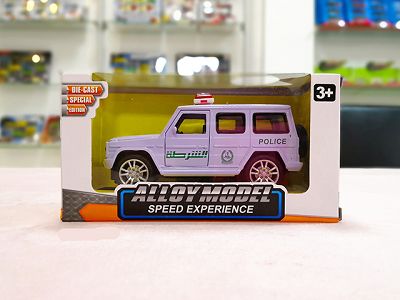 DIE-CAST
SPECIAL
EDITION
3+
POLICE
الشرطة
ALLOY MODEL
SPEED EXPERIENCE